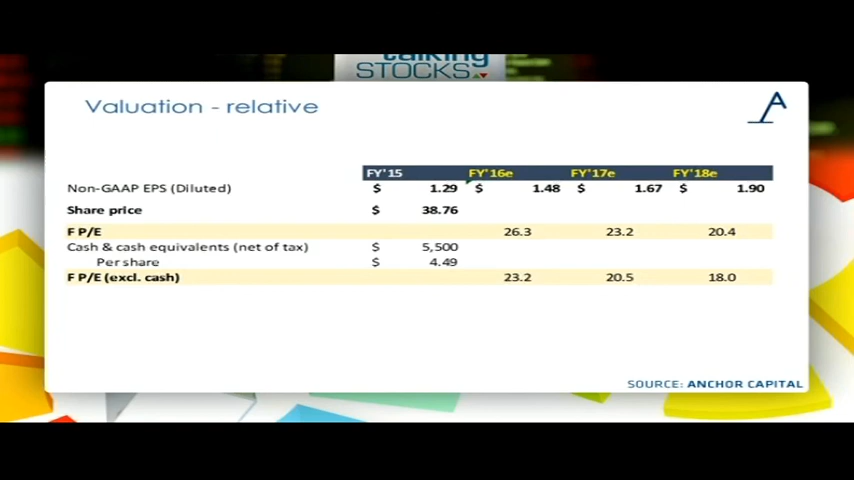 talking
STOCKS
Valuation - relative
FY'15 FY'16e FY'17e FY'18e
Non-GAAP EPS (Diluted) $ 1.29 $ 1.48 $ 1.67 $ 1.90
Share price $ 38.76
F P/E 26.3 23.2 20.4
Cash & cash equivalents (net of tax) $ 5,500
Per share $ 4.49
F P/E (excl. cash) 23.2 20.5 18.0
SOURCE: ANCHOR CAPITAL